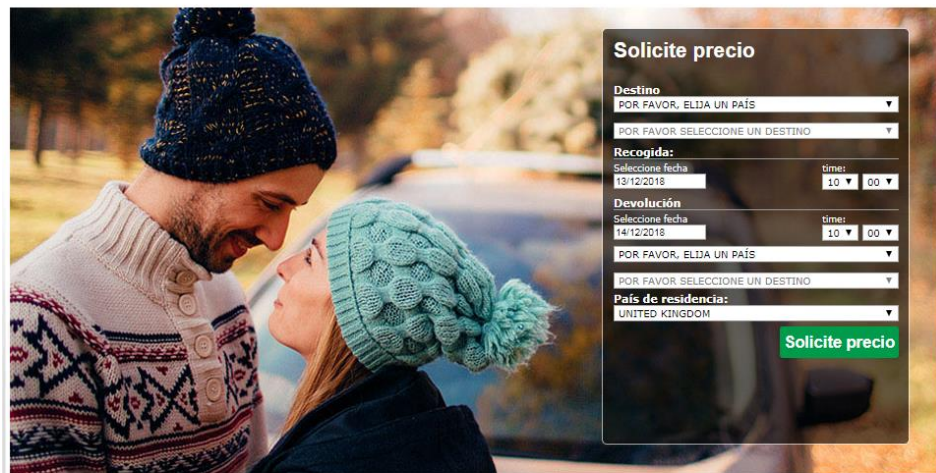 Solicite precio
Destino
POR FAVOR, ELIJA UN PAÍS
POR FAVOR SELECCIONE UN DESTINO
Recogida:
Seleccione fecha time:
13/12/2018 10 00
Devolución
Seleccione fecha time:
14/12/2018 10 00
POR FAVOR, ELIJA UN PAÍS
POR FAVOR SELECCIONE UN DESTINO
País de residencia:
UNITED KINGDOM
Solicite precio